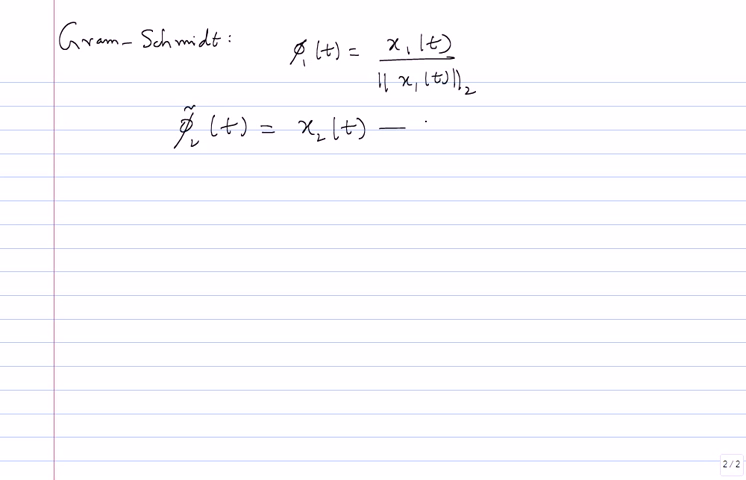 Gram-Schmidt: ϕ₁(t) = x₁(t) / ||x₁(t)||₂
ϕ̃₂(t) = x₂(t) —
2 / 2